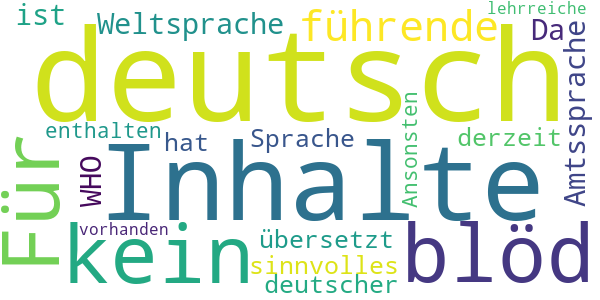 ist
Weltsprache
führende
lehrreiche
Da
deutsch
Amtssprache
enthalten
hat
Sprache
Ansonsten
derzeit
Für
WHO
Inhalte
vorhanden
kein
übersetzt
blöd
sinnvolles
deutscher